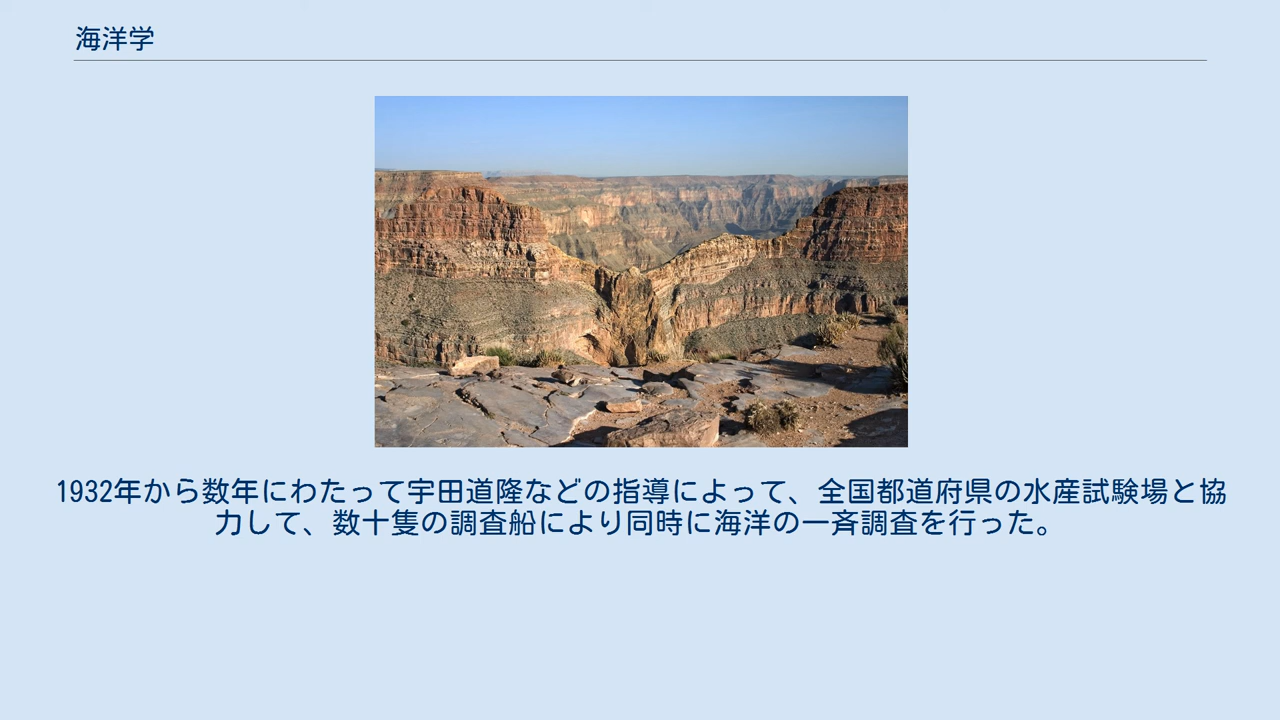 海洋学
1932年から数年にわたって宇田道隆などの指導によって、全国都道府県の水産試験場と協
力して、数十隻の調査船により同時に海洋の一斉調査を行った。